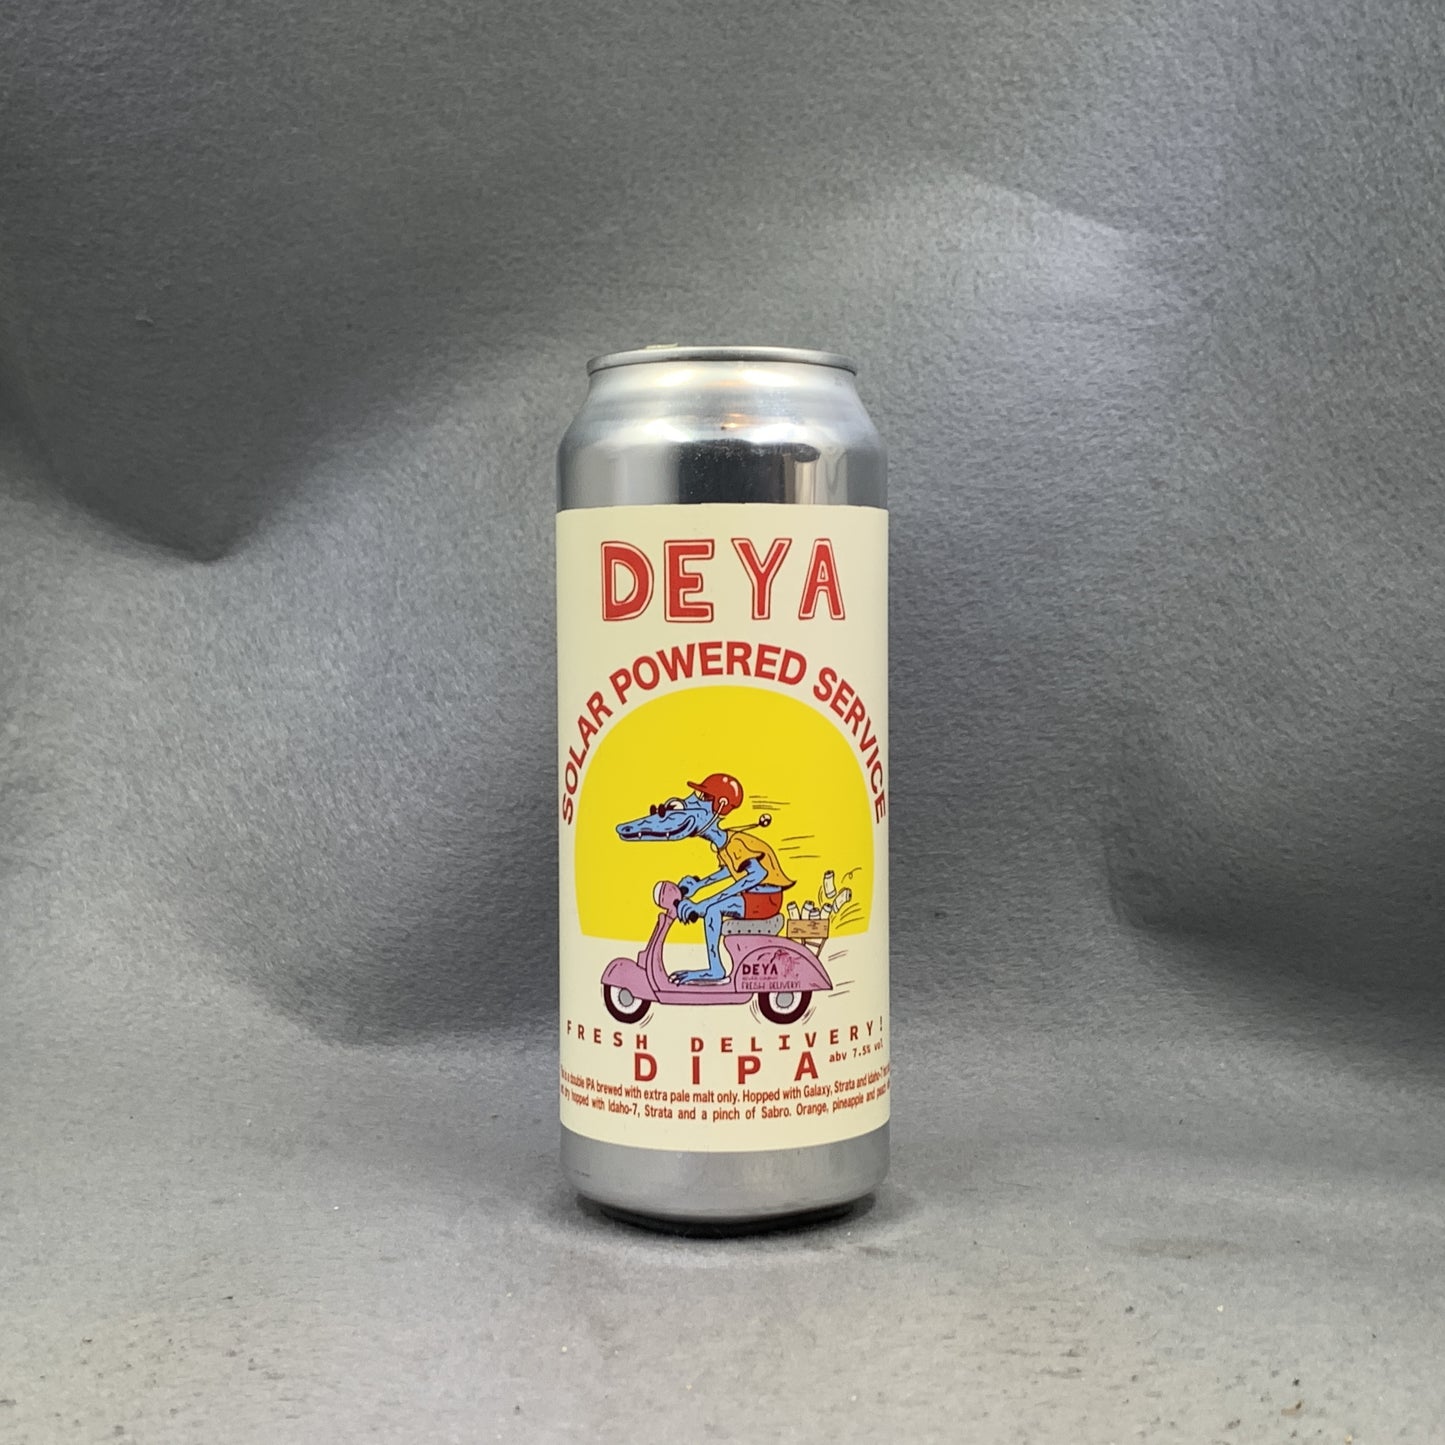 DEYA
SOLAR POWERED SERVICE
DEYA
FRESH DELIVERY!
FRESH DELIVERY!
DIPA abv 7.5% vol
is a double IPA brewed with extra pale malt only. Hopped with Galaxy, Strata and Idaho-7
dry hopped with Idaho-7, Strata and a pinch of Sabro. Orange, pineapple and peach